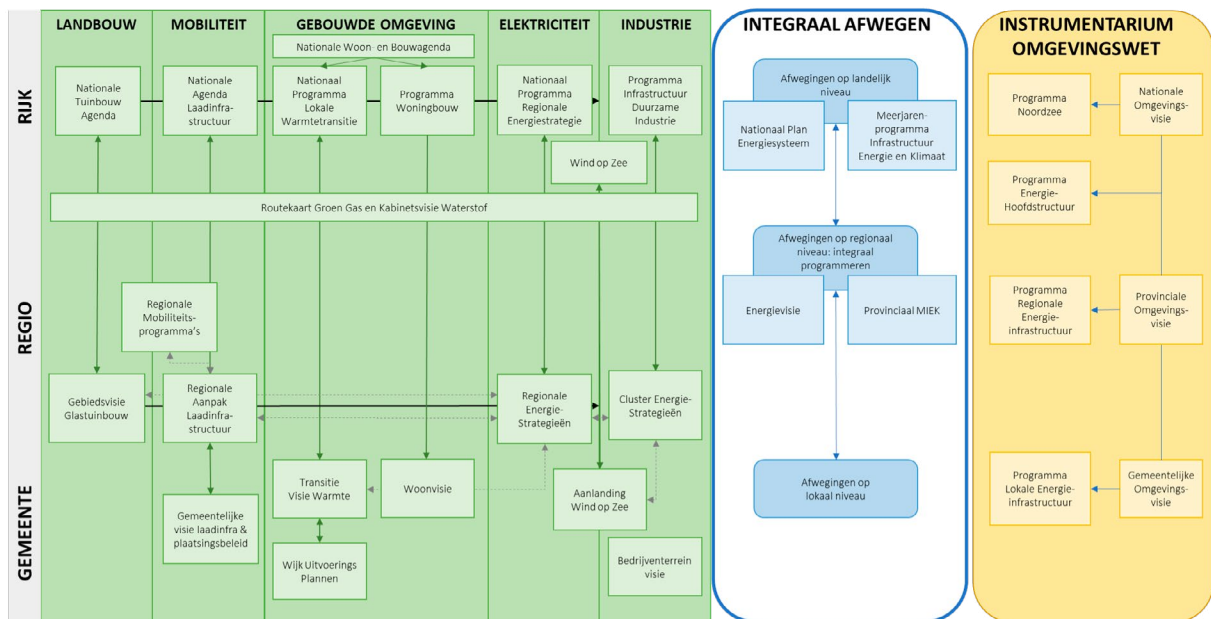 LANDBOUW
MOBILITEIT
GEBOUWDE OMGEVING
ELEKTRICITEIT
INDUSTRIE
INTEGRAAL AFWEGEN
INSTRUMENTARIUM
OMGEVINGSWET
RIJK
Nationale Woon- en Bouwagenda
Nationale
Tuinbouw
Agenda
Nationale
Agenda
Laadinfra-
structuur
Nationaal
Programma
Lokale
Warmtetransitie
Programma
Woningbouw
Nationaal
Programma
Regionale
Energiestrategie
Programma
Infrastructuur
Duurzame
Industrie
Wind op Zee
Routekaart Groen Gas en Kabinetsvisie Waterstof
Afwegingen op landelijk
niveau
Nationaal Plan
Energiesysteem
Meerjaren-
programma
Infrastructuur
Energie en Klimaat
Programma
Noordzee
Nationale
Omgevings-
visie
Programma
Energie-
Hoofdstructuur
REGIO
Regionale
Mobiliteits-
programma's
Gebiedsvisie
Glastuinbouw
Regionale
Aanpak
Laadinfra-
structuur
Regionale
Energie-
Strategieën
Cluster Energie-
Strategieën
Afwegingen op regionaal
niveau: integraal
programmeren
Energievisie
Provinciaal MIEK
Programma
Regionale
Energie-
infrastructuur
Provinciale
Omgevings-
visie
GEMEENTE
Gemeentelijke
visie laadinfra &
plaatsingsbeleid
Transitie
Visie Warmte
Woonvisie
Wijk Uitvoerings
Plannen
Aanlanding
Wind op Zee
Bedrijventerrein
visie
Afwegingen op
lokaal niveau
Programma
Lokale Energie-
infrastructuur
Gemeentelijke
Omgevings-
visie